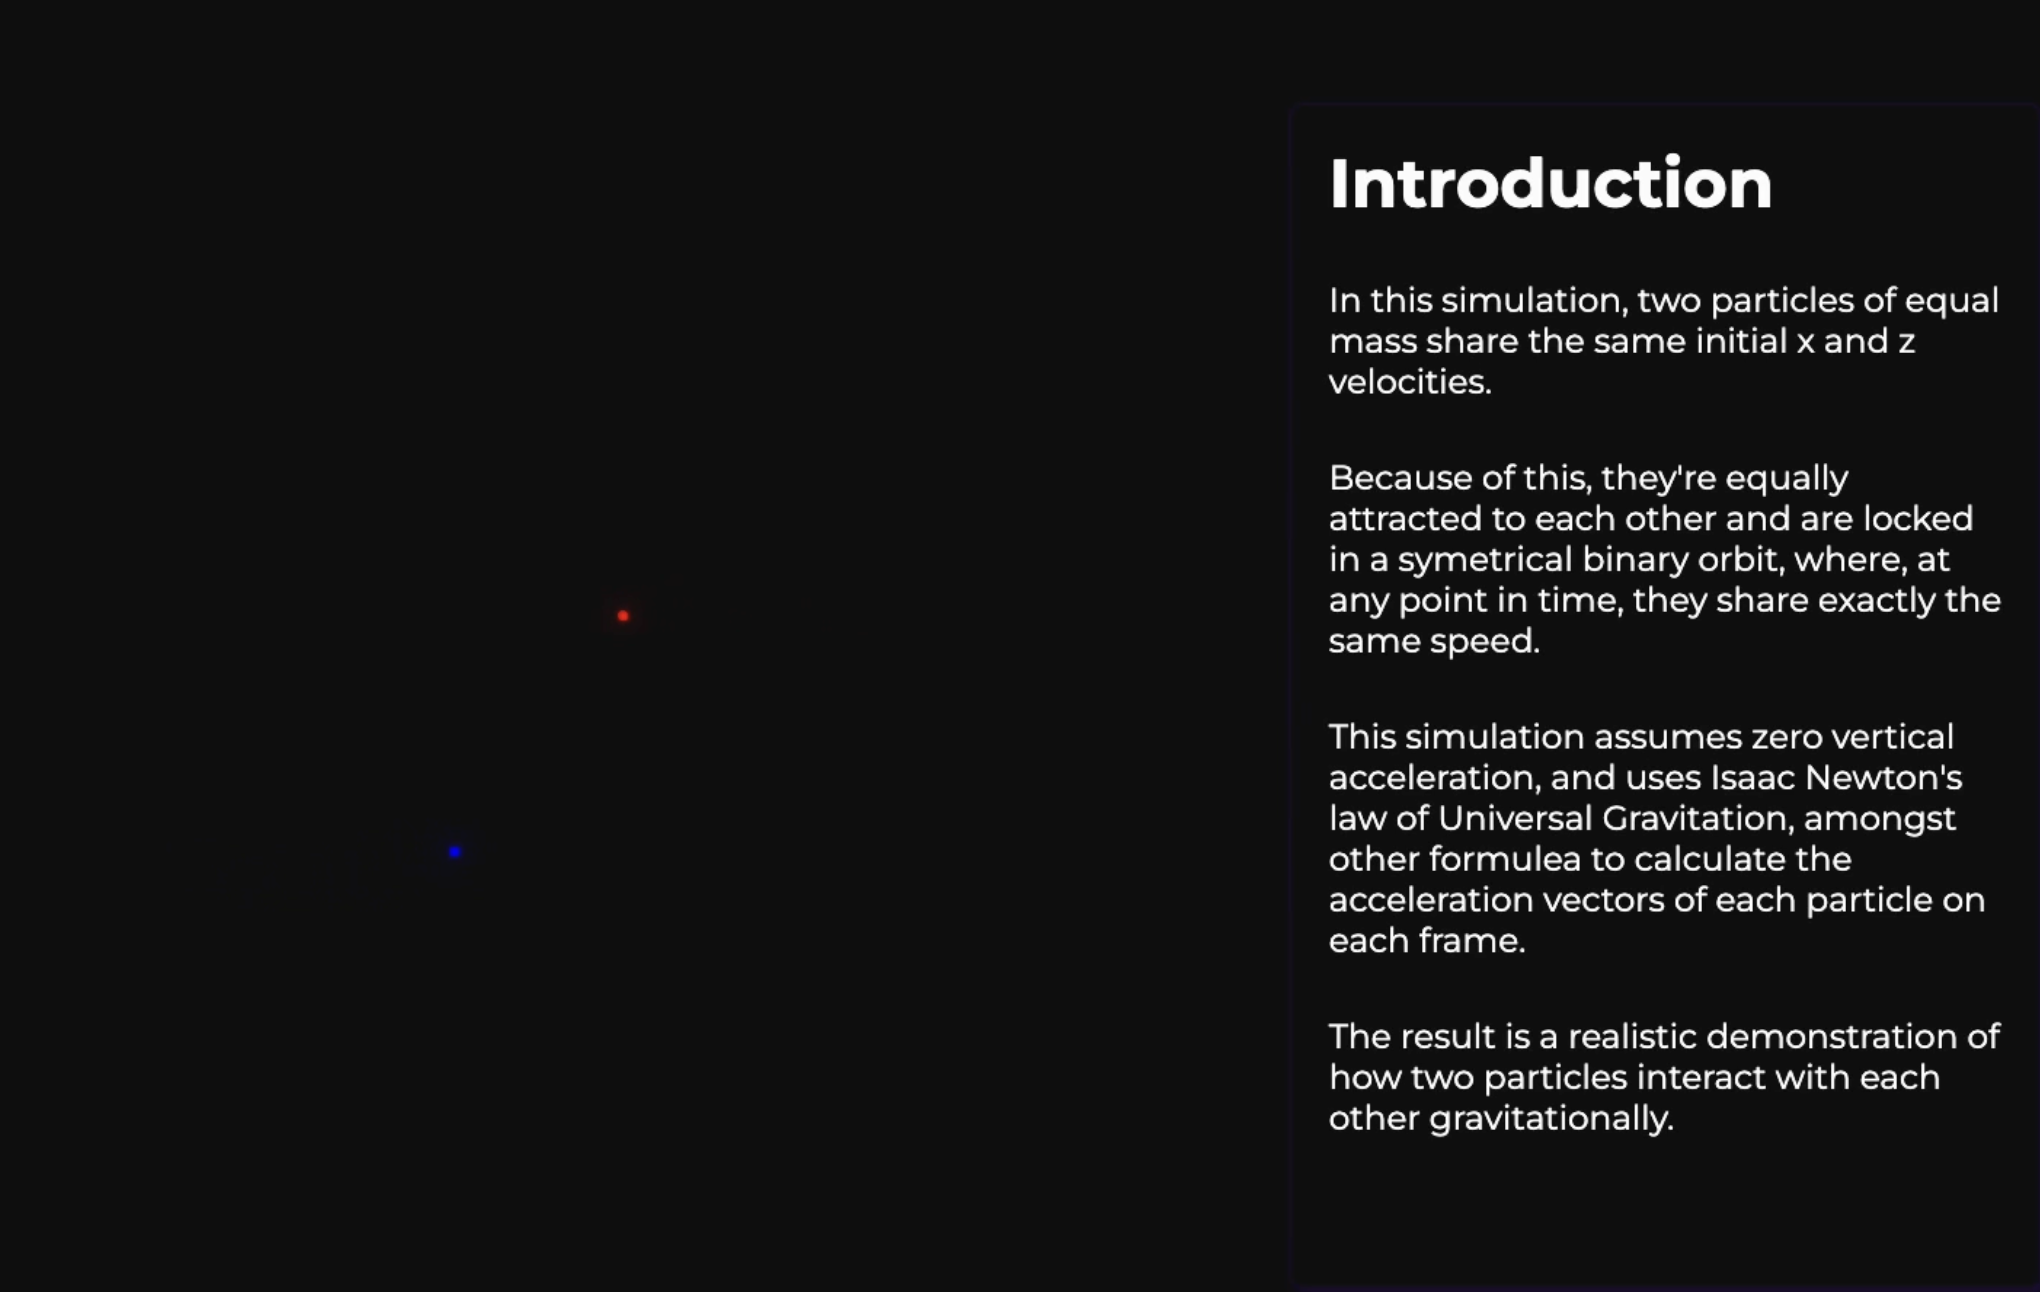 Introduction
In this simulation, two particles of equal
mass share the same initial x and z
velocities.
Because of this, they're equally
attracted to each other and are locked
in a symetrical binary orbit, where, at
any point in time, they share exactly the
same speed.
This simulation assumes zero vertical
acceleration, and uses Isaac Newton's
law of Universal Gravitation, amongst
other formulea to calculate the
acceleration vectors of each particle on
each frame.
The result is a realistic demonstration of
how two particles interact with each
other gravitationally.